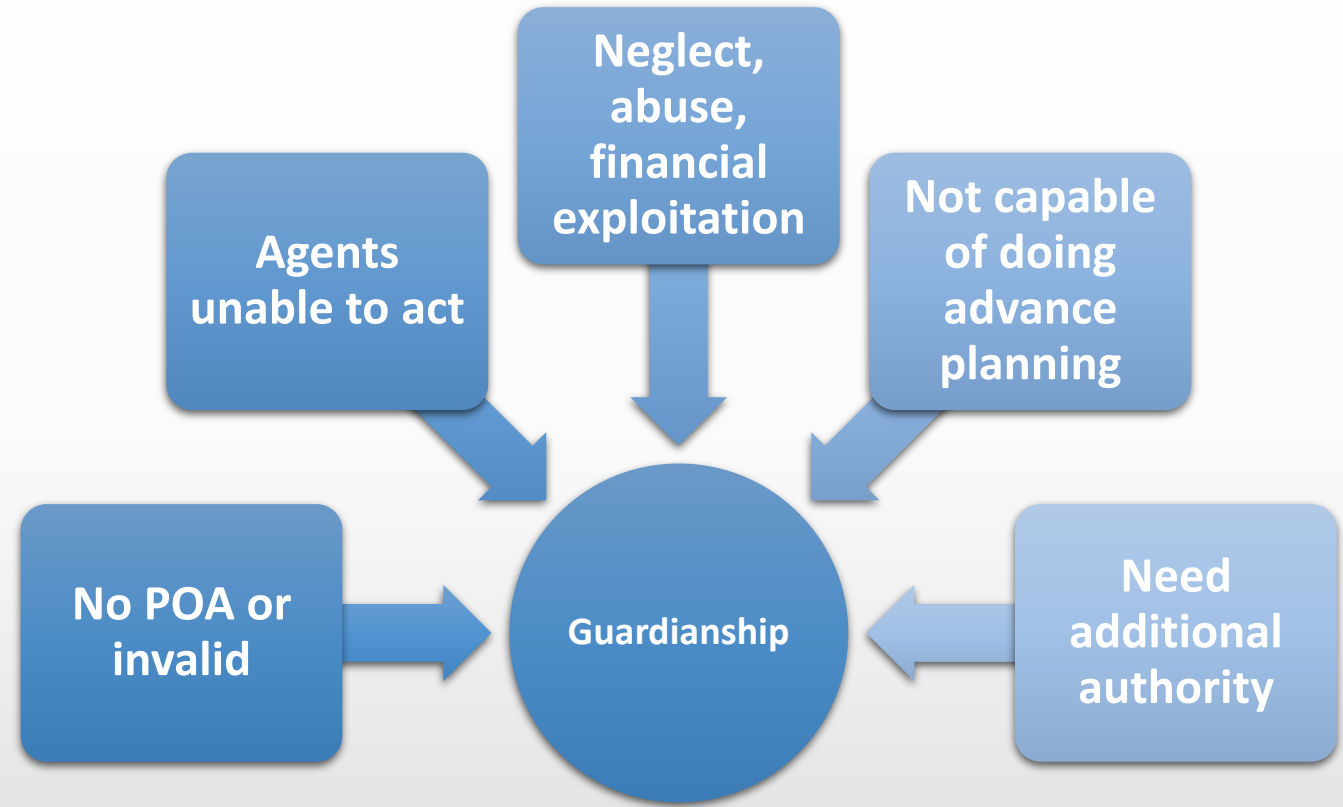 Neglect,
abuse,
financial
exploitation
Agents
unable to act
Not capable
of doing
advance
planning
No POA or
invalid
Guardianship
Need
additional
authority